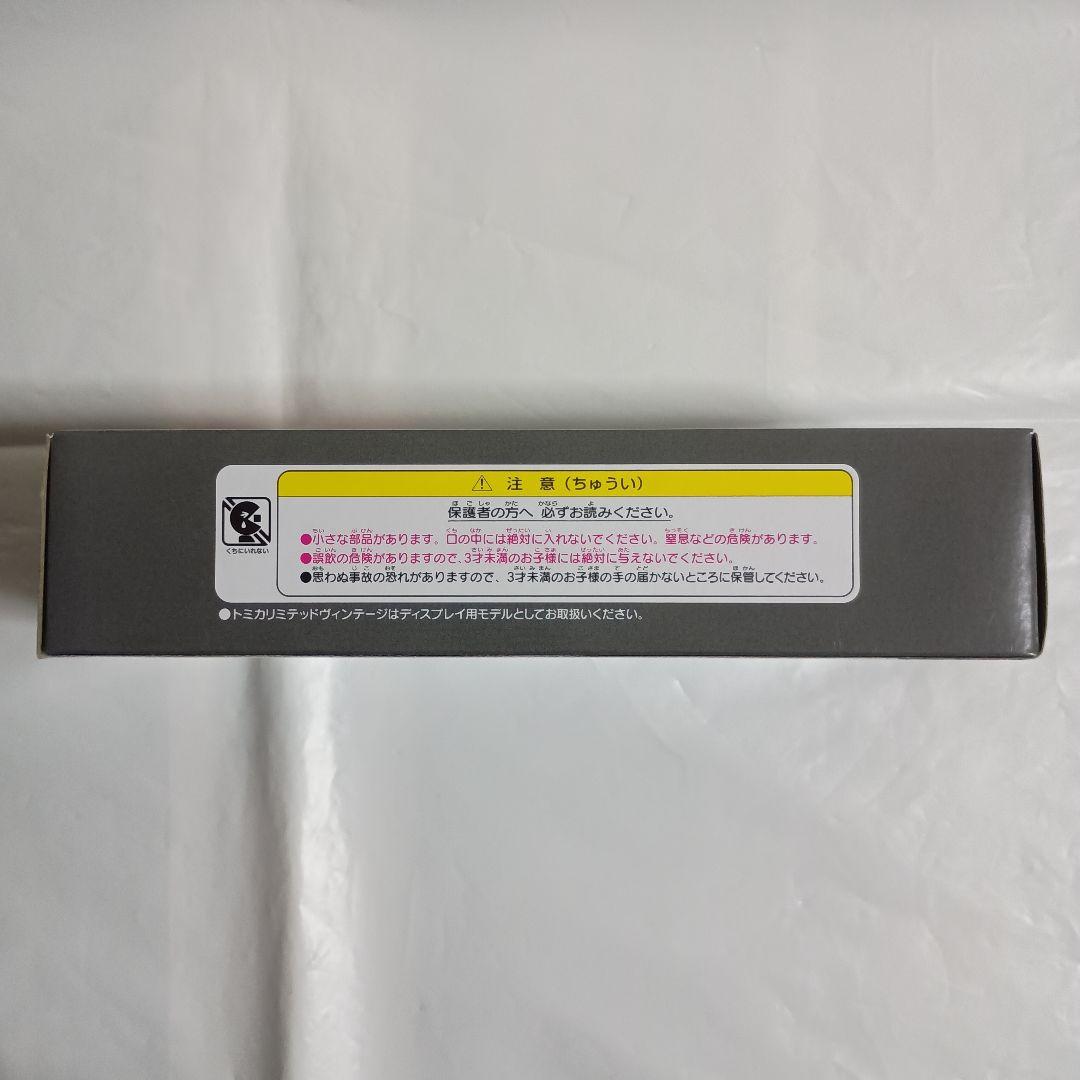 ⚠ 注 意(ちゅうい)
保護者の方へ 必ずお読みください。
●小さな部品があります。口の中には絶対に入れないでください。窒息などの危険があります。
●誤飲の危険がありますので、3才未満のお子様には絶対に与えないでください。
●思わぬ事故の恐れがありますので、3才未満のお子様の手の届かないところに保管してください。
くちにいれない
●トミカリミテッドヴィンテージはディスプレイ用モデルとしてお取扱いください。